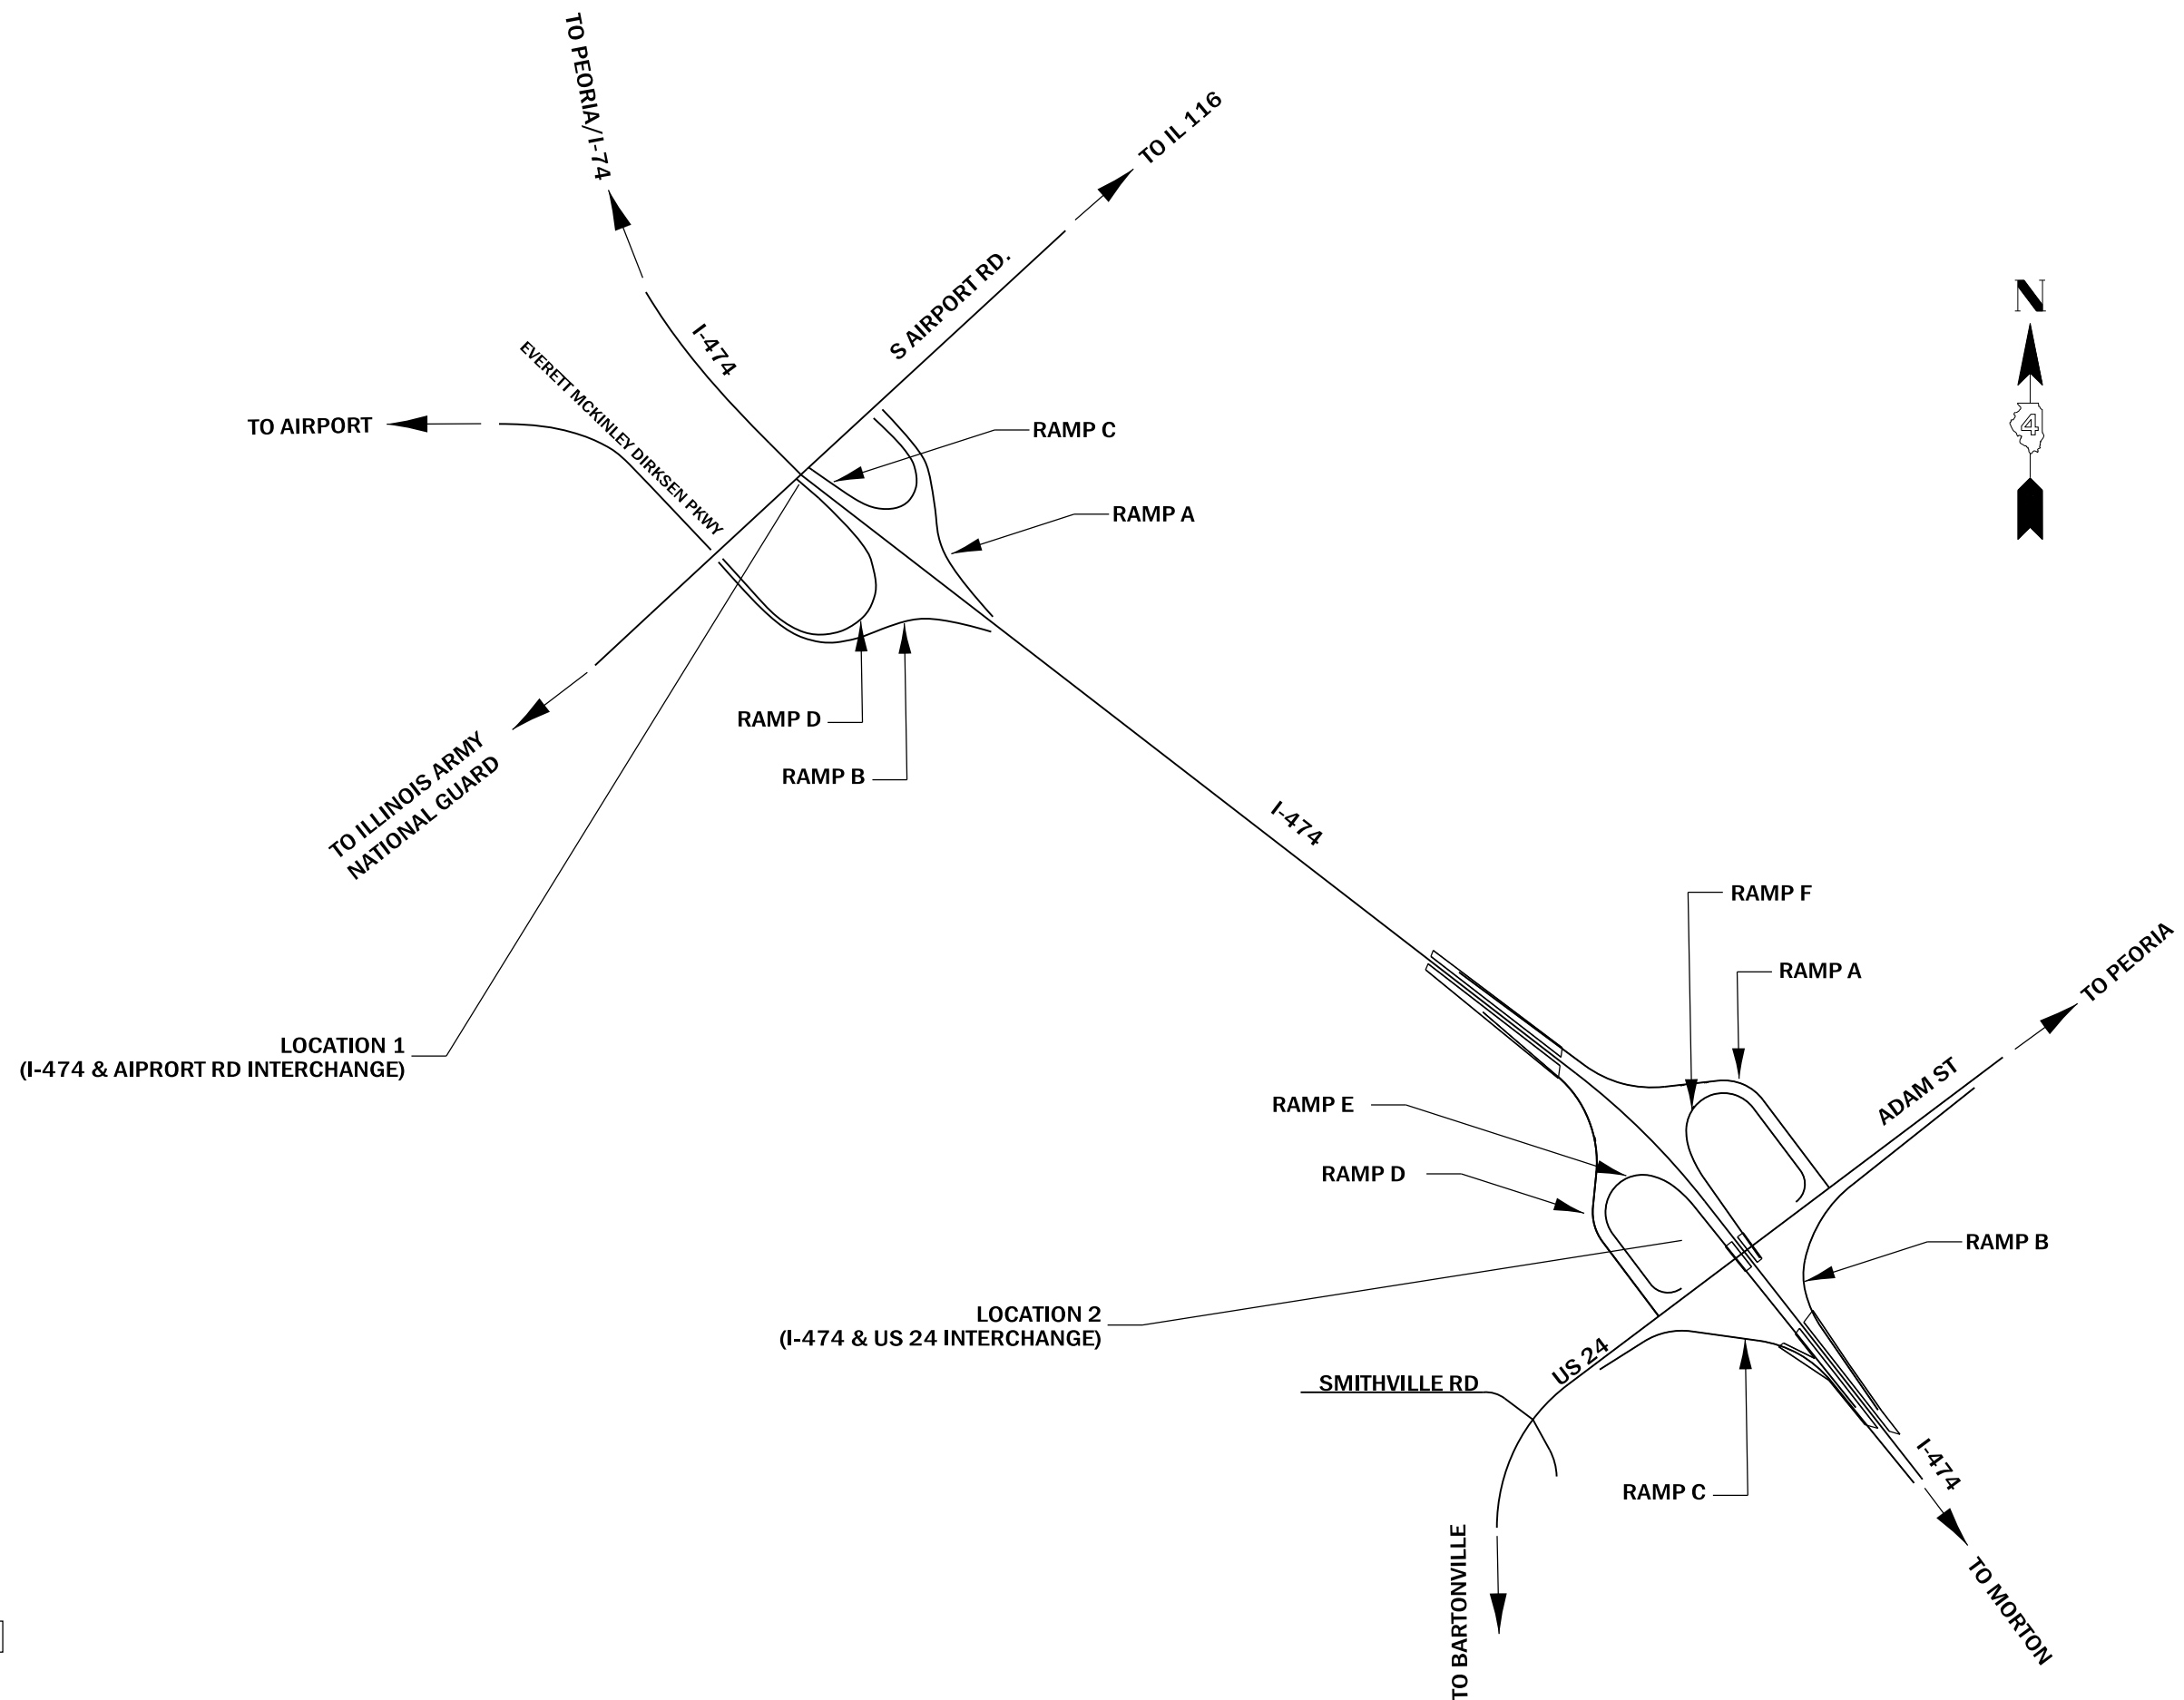 TO PEORIA/I-74
TO IL 116
S AIRPORT RD.
N
I-474
EVERETT MCKINLEY DIRKSEN PKWY
TO AIRPORT
RAMP C
4
RAMP A
RAMP D
RAMP B
TO ILLINOIS ARMY
NATIONAL GUARD
I-474
RAMP F
RAMP A
TO PEORIA
LOCATION 1
(I-474 & AIPRORT RD INTERCHANGE)
ADAM ST
RAMP E
RAMP D
RAMP B
LOCATION 2
(I-474 & US 24 INTERCHANGE)
US 24
SMITHVILLE RD
I-474
RAMP C
TO BARTONVILLE
TO MORTON